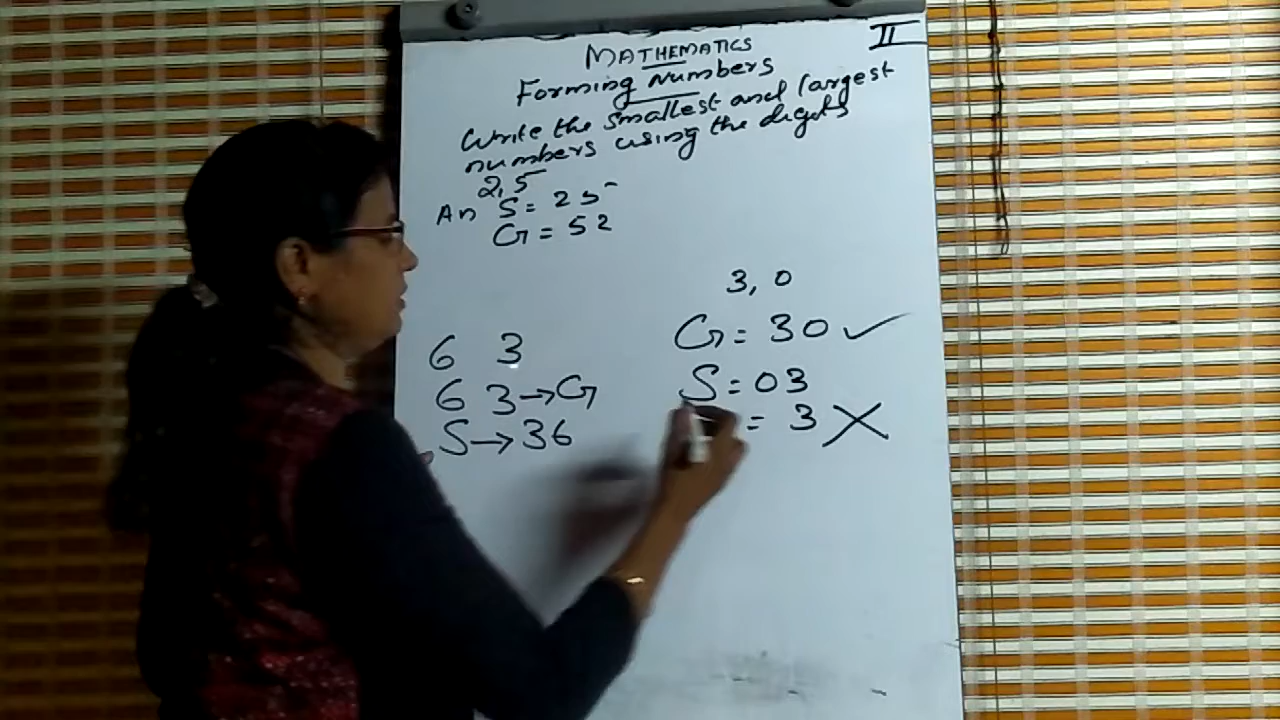 II
MATHEMATICS
Forming Numbers
Write the smallest and largest
numbers using the digits
2,5
An S = 25
G = 52
6 3
6 3 → G
S → 36
3, 0
G = 30 ✓
S = 03
= 3 X